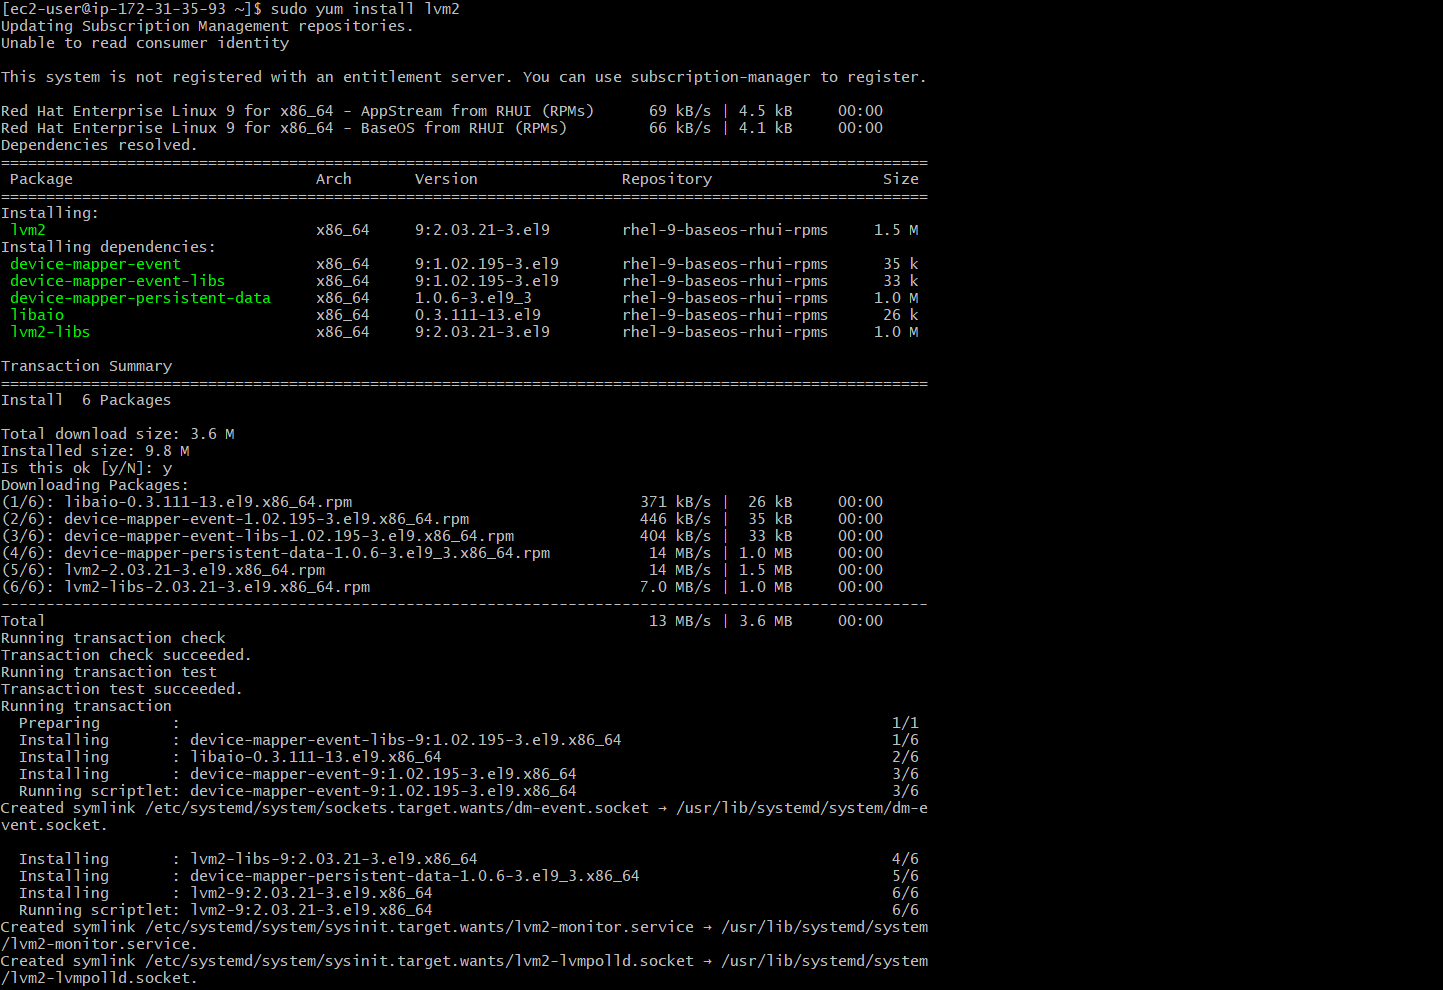 [ec2-user@ip-172-31-35-93 ~]$ sudo yum install lvm2
Updating Subscription Management repositories.
Unable to read consumer identity

This system is not registered with an entitlement server. You can use subscription-manager to register.

Red Hat Enterprise Linux 9 for x86_64 - AppStream from RHUI (RPMs)      69 kB/s | 4.5 kB     00:00
Red Hat Enterprise Linux 9 for x86_64 - BaseOS from RHUI (RPMs)         66 kB/s | 4.1 kB     00:00
Dependencies resolved.
=======================================================================================================
 Package                           Arch       Version                Repository                   Size
=======================================================================================================
Installing:
 lvm2                              x86_64     9:2.03.21-3.el9        rhel-9-baseos-rhui-rpms     1.5 M
Installing dependencies:
 device-mapper-event               x86_64     9:1.02.195-3.el9       rhel-9-baseos-rhui-rpms      35 k
 device-mapper-event-libs          x86_64     9:1.02.195-3.el9       rhel-9-baseos-rhui-rpms      33 k
 device-mapper-persistent-data     x86_64     1.0.6-3.el9_3          rhel-9-baseos-rhui-rpms     1.0 M
 libaio                            x86_64     0.3.111-13.el9         rhel-9-baseos-rhui-rpms      26 k
 lvm2-libs                         x86_64     9:2.03.21-3.el9        rhel-9-baseos-rhui-rpms     1.0 M

Transaction Summary
=======================================================================================================
Install  6 Packages

Total download size: 3.6 M
Installed size: 9.8 M
Is this ok [y/N]: y
Downloading Packages:
(1/6): libaio-0.3.111-13.el9.x86_64.rpm                                371 kB/s |  26 kB     00:00
(2/6): device-mapper-event-1.02.195-3.el9.x86_64.rpm                   446 kB/s |  35 kB     00:00
(3/6): device-mapper-event-libs-1.02.195-3.el9.x86_64.rpm              404 kB/s |  33 kB     00:00
(4/6): device-mapper-persistent-data-1.0.6-3.el9_3.x86_64.rpm           14 MB/s | 1.0 MB     00:00
(5/6): lvm2-2.03.21-3.el9.x86_64.rpm                                    14 MB/s | 1.5 MB     00:00
(6/6): lvm2-libs-2.03.21-3.el9.x86_64.rpm                              7.0 MB/s | 1.0 MB     00:00
-------------------------------------------------------------------------------------------------------
Total                                                                   13 MB/s | 3.6 MB     00:00
Running transaction check
Transaction check succeeded.
Running transaction test
Transaction test succeeded.
Running transaction
  Preparing        :                                                                               1/1
  Installing       : device-mapper-event-libs-9:1.02.195-3.el9.x86_64                              1/6
  Installing       : libaio-0.3.111-13.el9.x86_64                                                  2/6
  Installing       : device-mapper-event-9:1.02.195-3.el9.x86_64                                   3/6
  Running scriptlet: device-mapper-event-9:1.02.195-3.el9.x86_64                                   3/6
Created symlink /etc/systemd/system/sockets.target.wants/dm-event.socket → /usr/lib/systemd/system/dm-e
vent.socket.

  Installing       : lvm2-libs-9:2.03.21-3.el9.x86_64                                              4/6
  Installing       : device-mapper-persistent-data-1.0.6-3.el9_3.x86_64                            5/6
  Installing       : lvm2-9:2.03.21-3.el9.x86_64                                                   6/6
  Running scriptlet: lvm2-9:2.03.21-3.el9.x86_64                                                   6/6
Created symlink /etc/systemd/system/sysinit.target.wants/lvm2-monitor.service → /usr/lib/systemd/system
/lvm2-monitor.service.
Created symlink /etc/systemd/system/sysinit.target.wants/lvm2-lvmpolld.socket → /usr/lib/systemd/system
/lvm2-lvmpolld.socket.